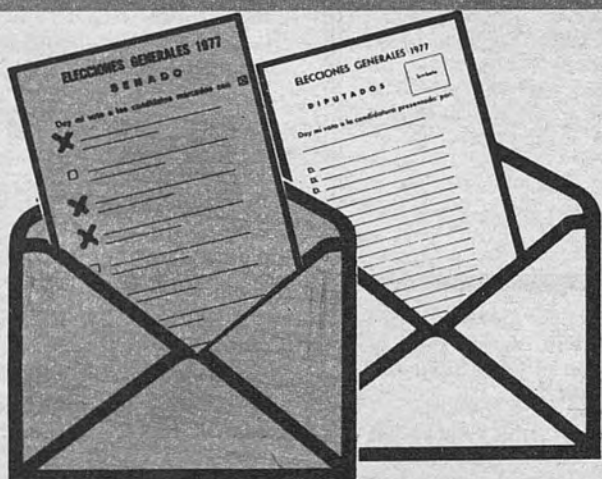 ELECCIONES GENERALES 1977
SENADO
Doy mi voto a los candidatos marcados con ☒
ELECCIONES GENERALES 1977
DIPUTADOS
Doy mi voto a la candidatura presentada por:
D.
D.
D.